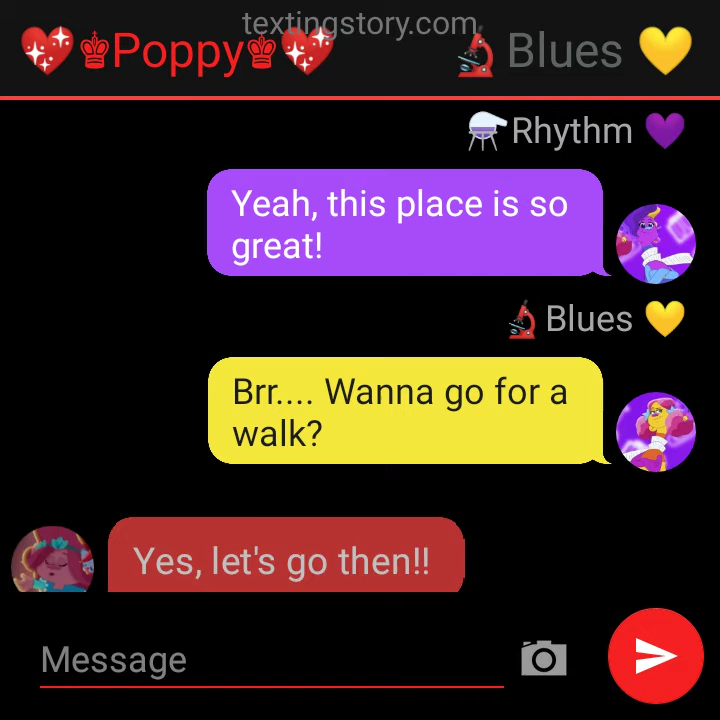 textingstory.com
💖♚Poppy♚💖 🔬 Blues 💛
Rhythm 💜
Yeah, this place is so
great!
🔬 Blues 💛
Brr.... Wanna go for a
walk?
Yes, let's go then!!
Message